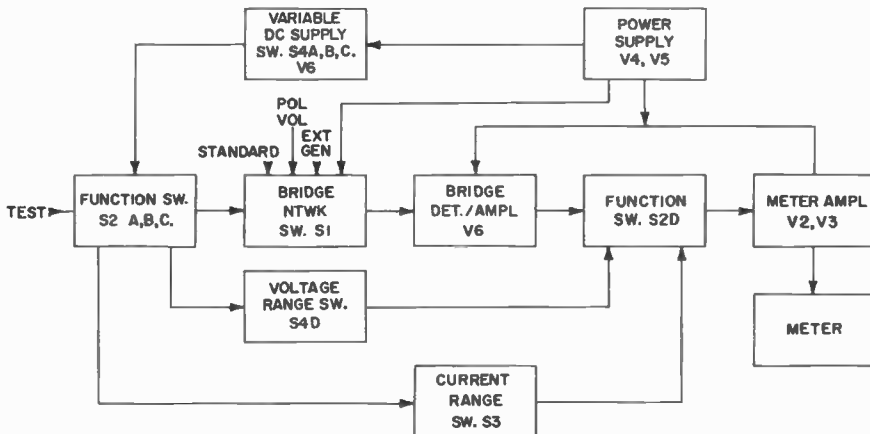 VARIABLE
DC SUPPLY
SW. S4A,B,C.
V6
POWER
SUPPLY
V4, V5
POL
VOL
EXT
GEN
STANDARD
TEST
FUNCTION SW.
S2 A,B,C.
BRIDGE
NTWK
SW. S1
BRIDGE
DET./AMPL
V6
FUNCTION
SW. S2D
METER AMPL
V2,V3
VOLTAGE
RANGE SW.
S4D
METER
CURRENT
RANGE
SW. S3